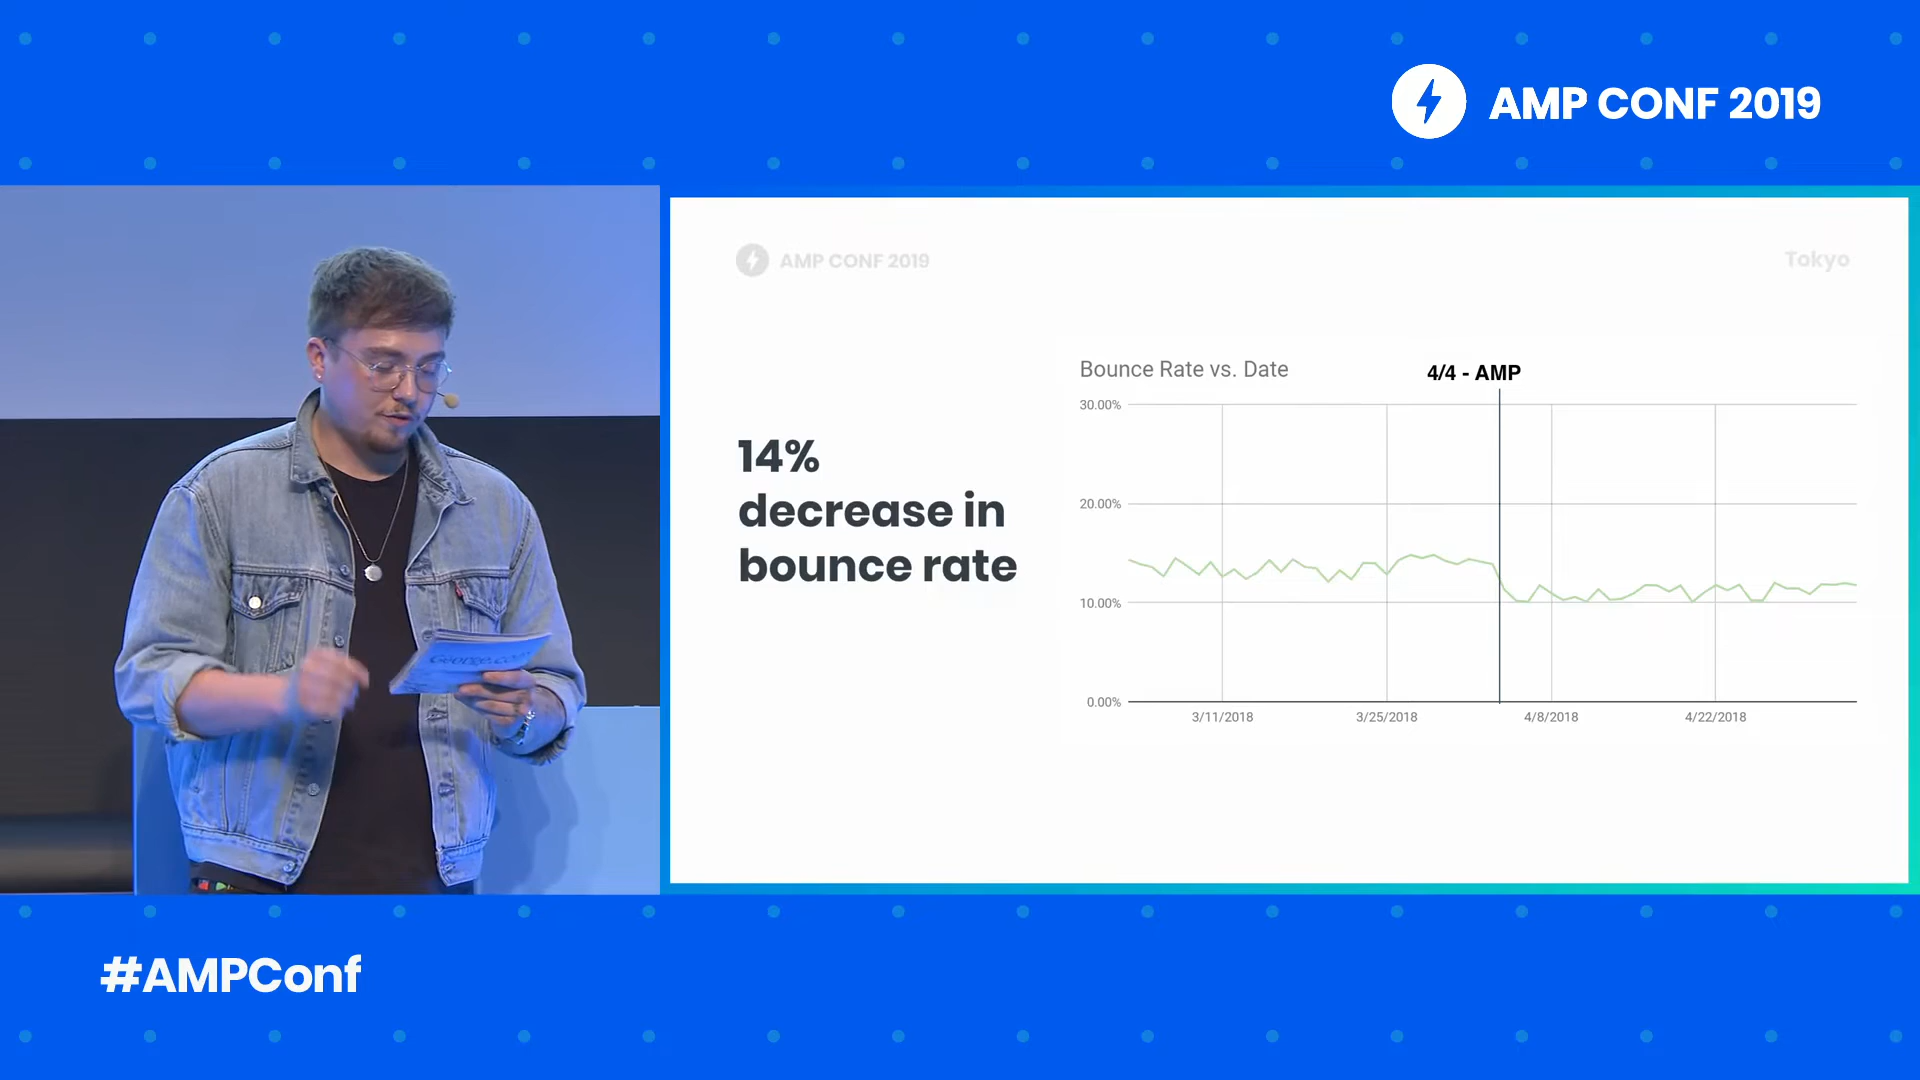 AMP CONF 2019
AMP CONF 2019
Tokyo
14%
decrease in
bounce rate
Bounce Rate vs. Date
4/4 - AMP
30.00%
20.00%
10.00%
0.00%
3/11/2018
3/25/2018
4/8/2018
4/22/2018
George.com
#AMPConf